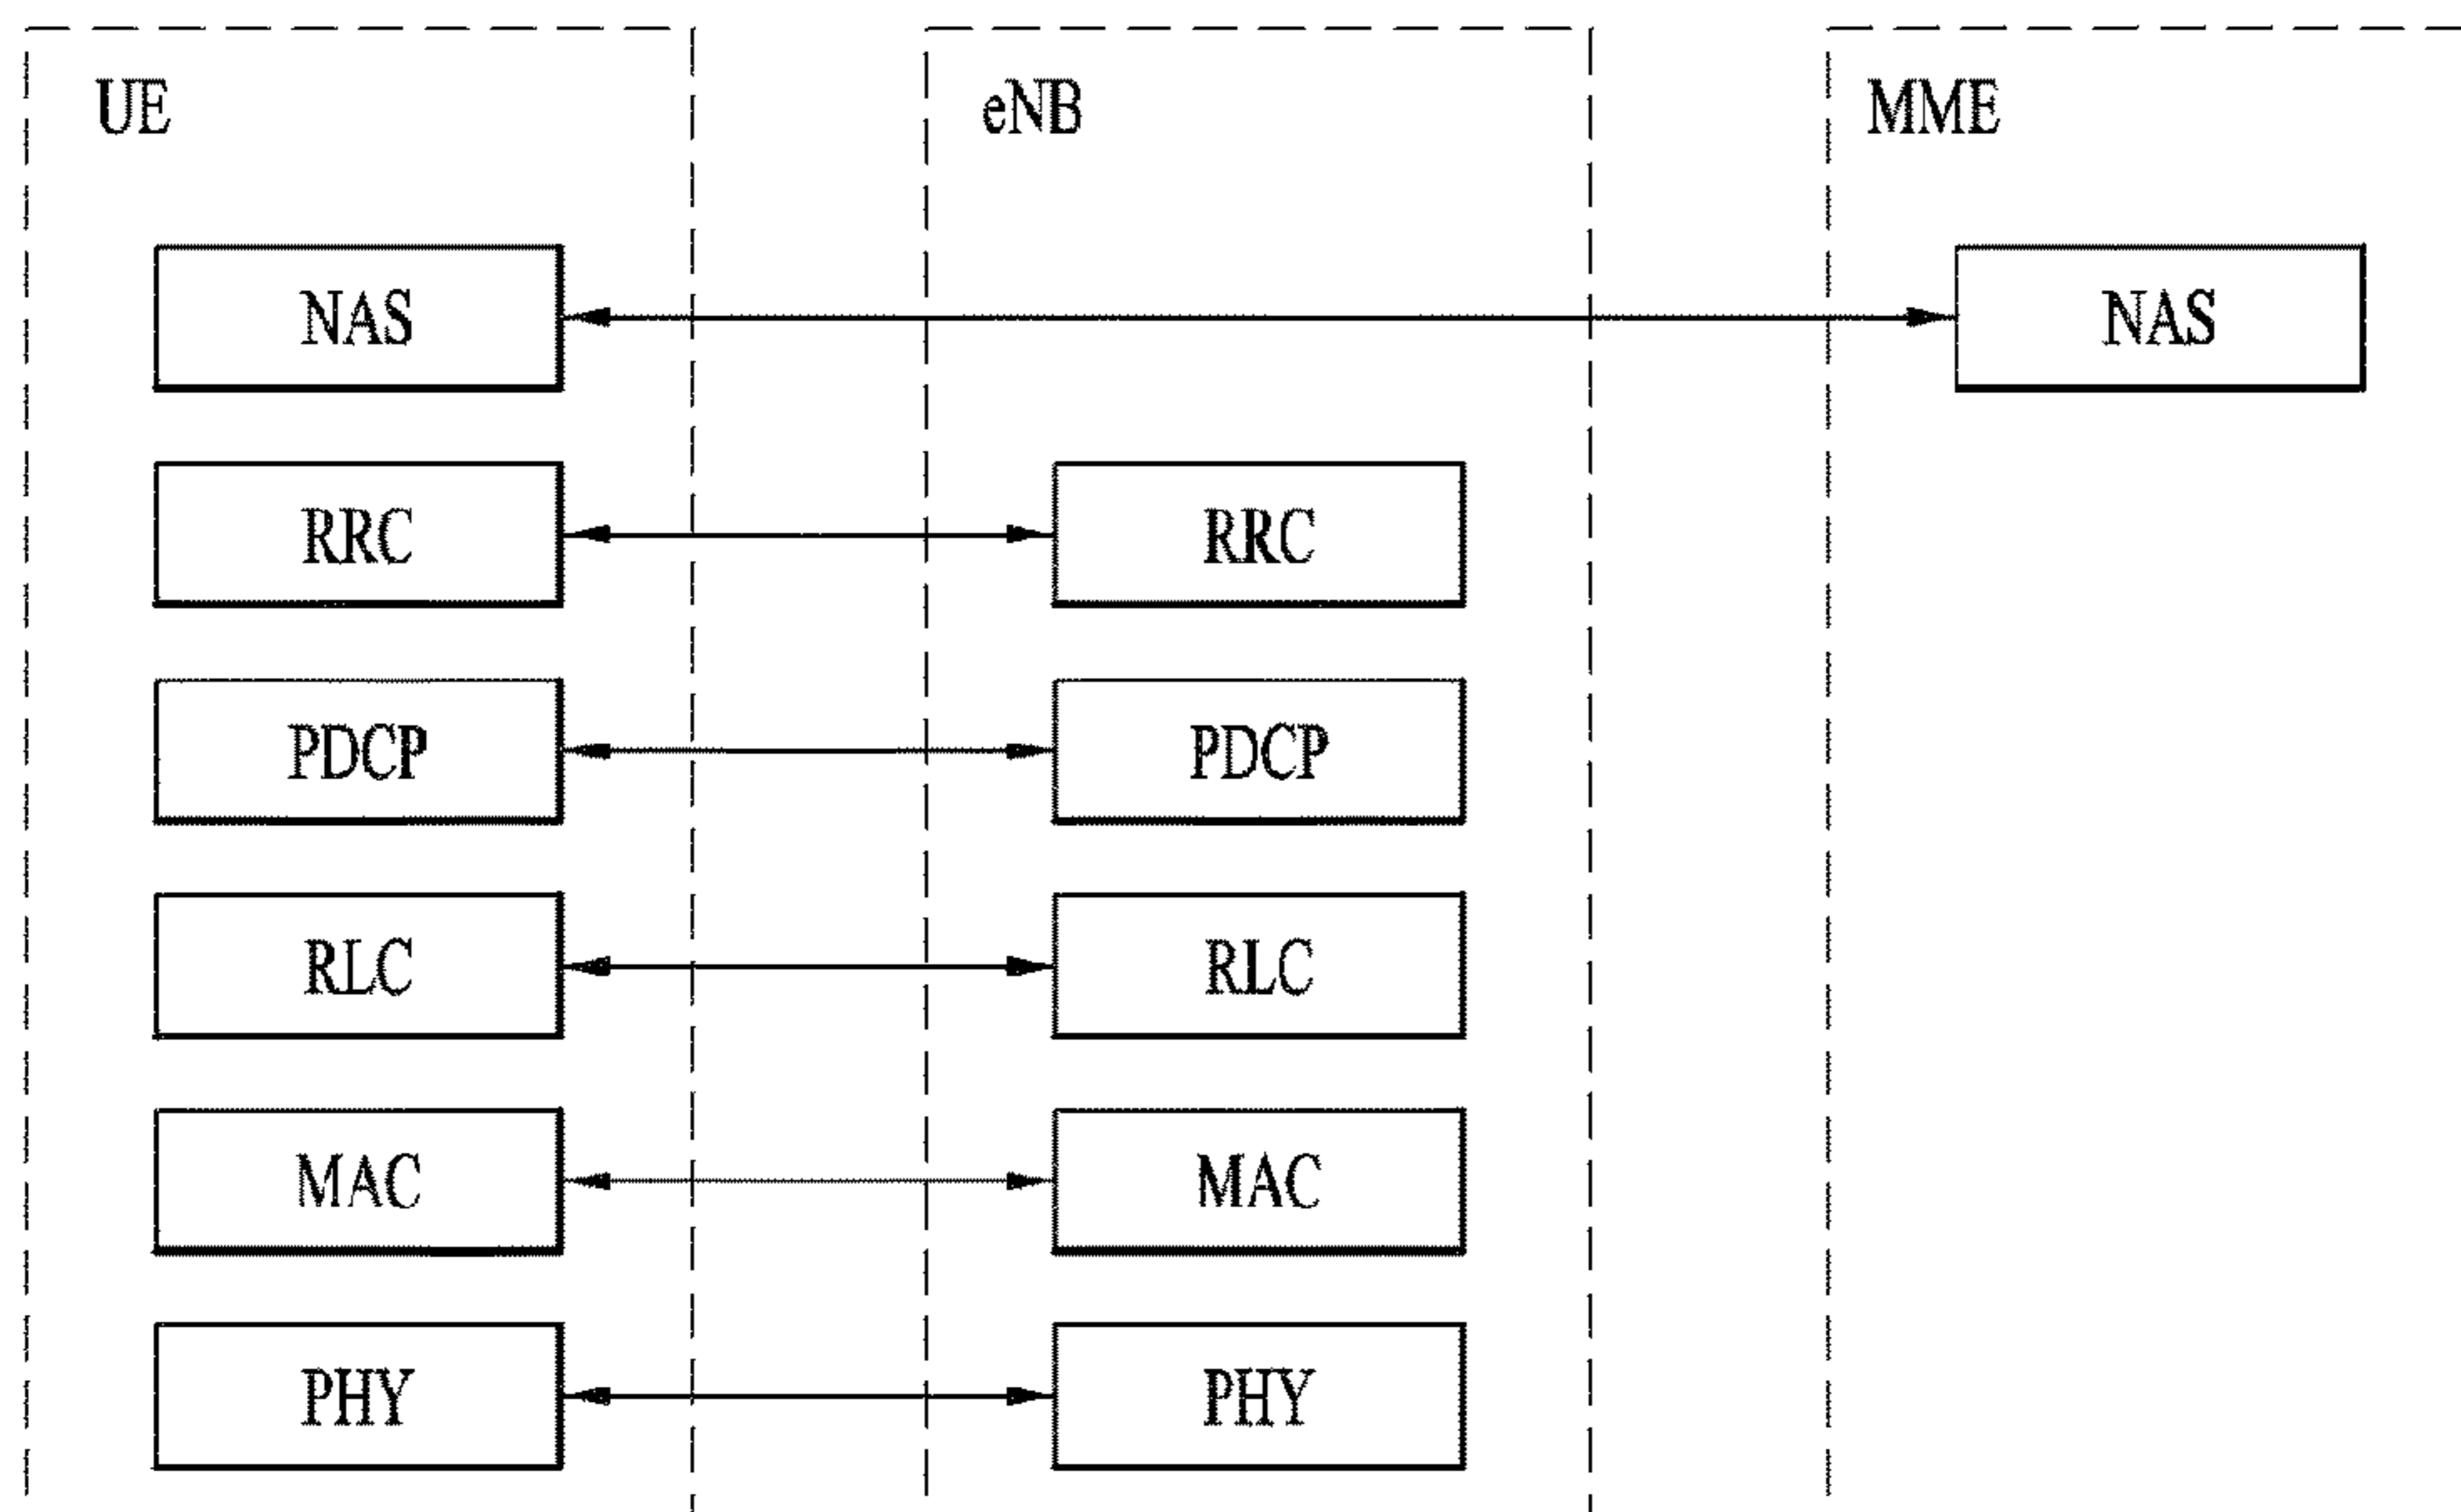 UE eNB MME
NAS NAS
RRC RRC
PDCP PDCP
RLC RLC
MAC MAC
PHY PHY